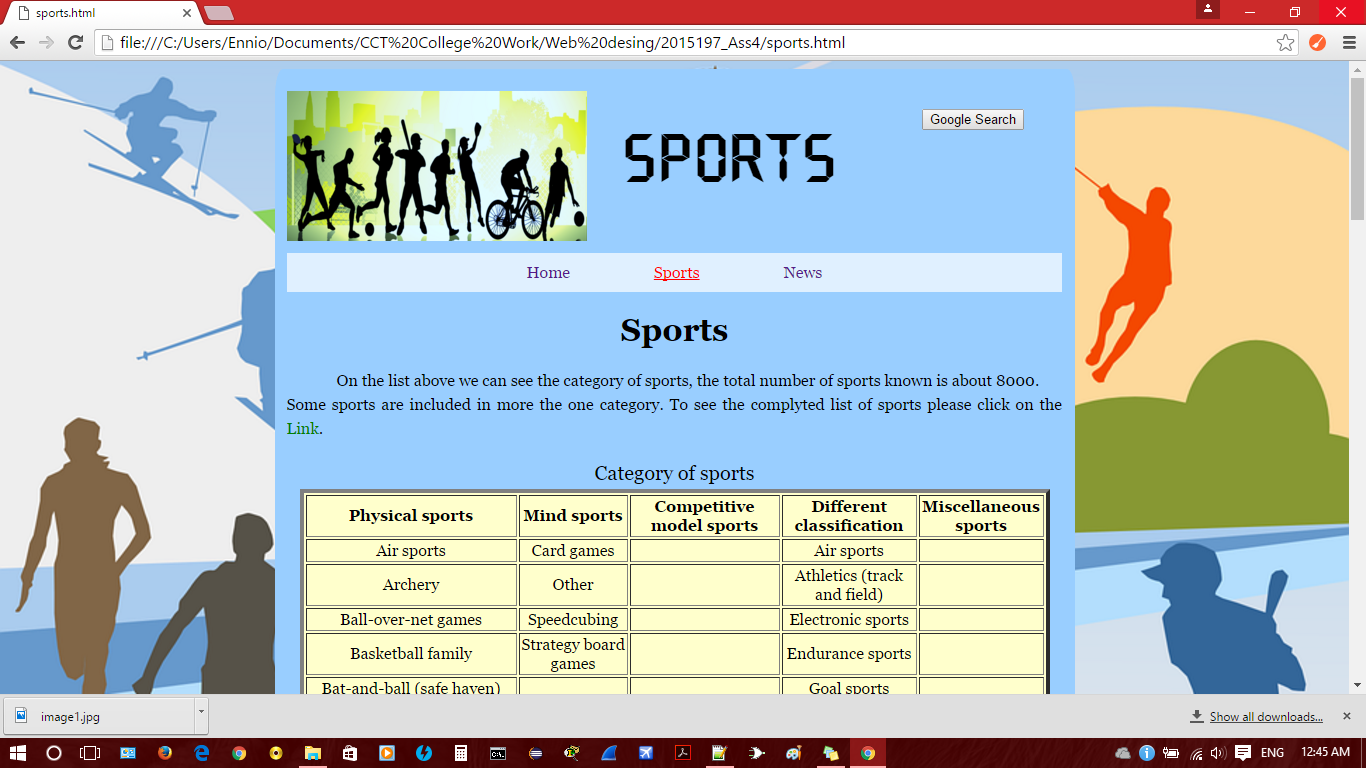 sports.html
file:///C:/Users/Ennio/Documents/CCT%20College%20Work/Web%20desing/2015197_Ass4/sports.html
SPORTS
Google Search
Home Sports News
Sports
On the list above we can see the category of sports, the total number of sports known is about 8000.
Some sports are included in more the one category. To see the complyted list of sports please click on the
Link.
Category of sports
Physical sports Mind sports Competitive model sports Different classification Miscellaneous sports
Air sports Card games Air sports
Archery Other Athletics (track and field)
Ball-over-net games Speedcubing Electronic sports
Basketball family Strategy board games Endurance sports
Bat-and-ball (safe haven) Goal sports
image1.jpg
Show all downloads...
ENG 12:45 AM